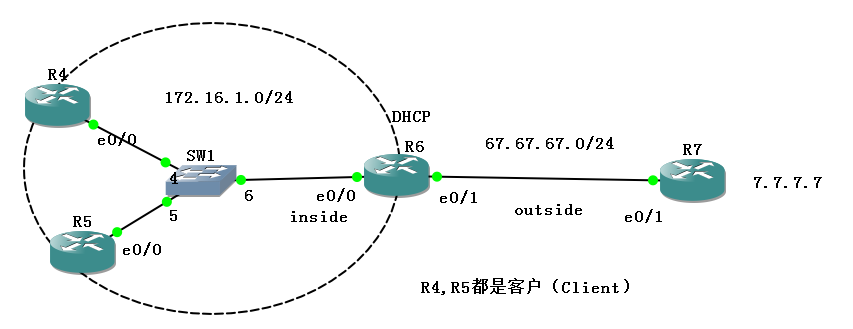 R4
172.16.1.0/24
DHCP
e0/0
SW1
4
R6
67.67.67.0/24
R7
7.7.7.7
6
e0/0
e0/1
inside
outside
e0/1
5
R5
e0/0
R4,R5都是客户（Client）